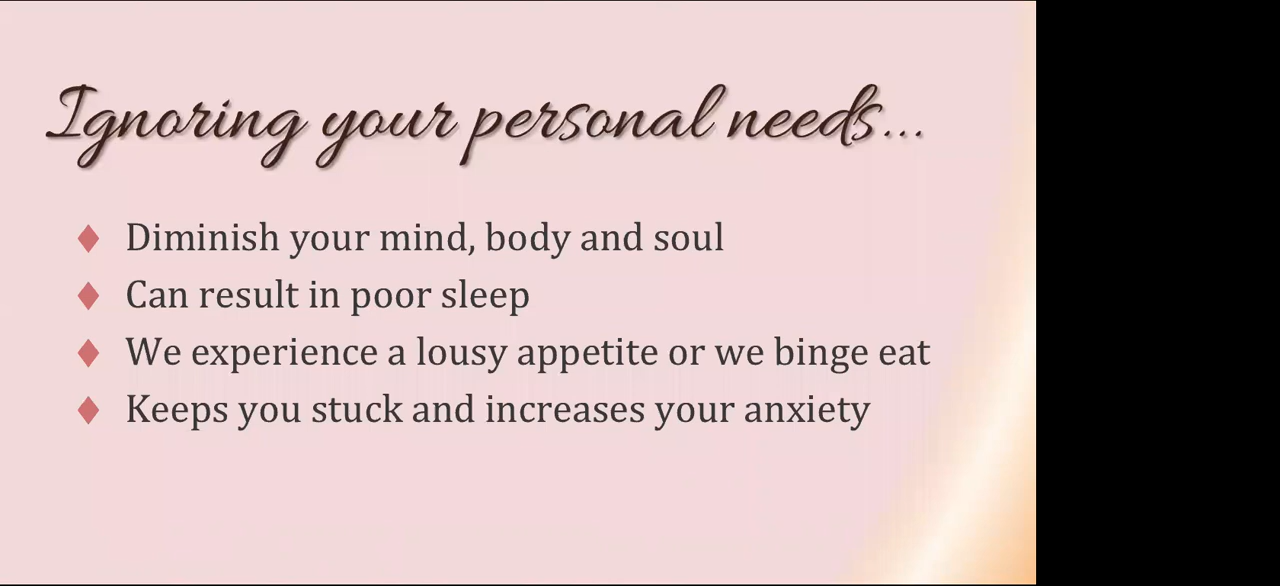 Ignoring your personal needs...
Diminish your mind, body and soul
Can result in poor sleep
We experience a lousy appetite or we binge eat
Keeps you stuck and increases your anxiety